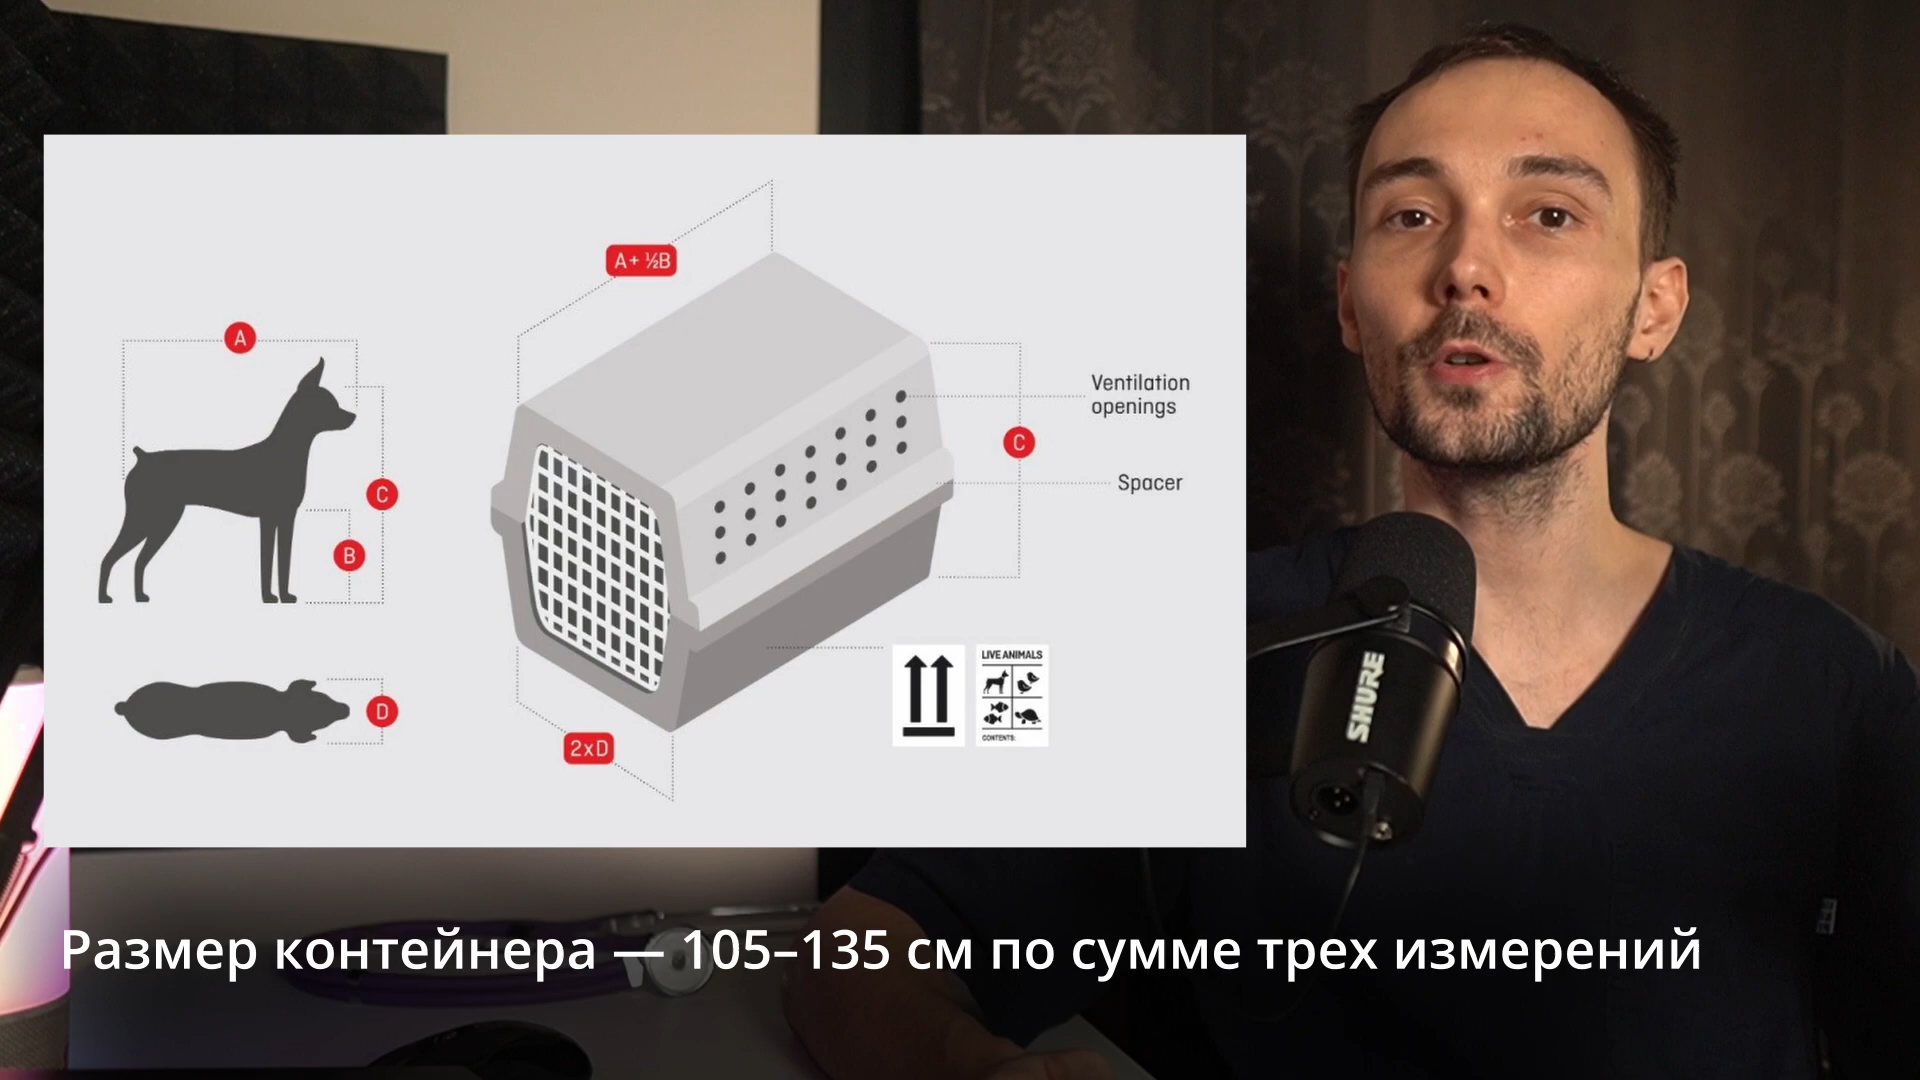 A+ ½B
A
Ventilation
openings
C
C
Spacer
B
LIVE ANIMALS
D
CONTENTS:
2xD
SHURE
Размер контейнера — 105–135 см по сумме трех измерений